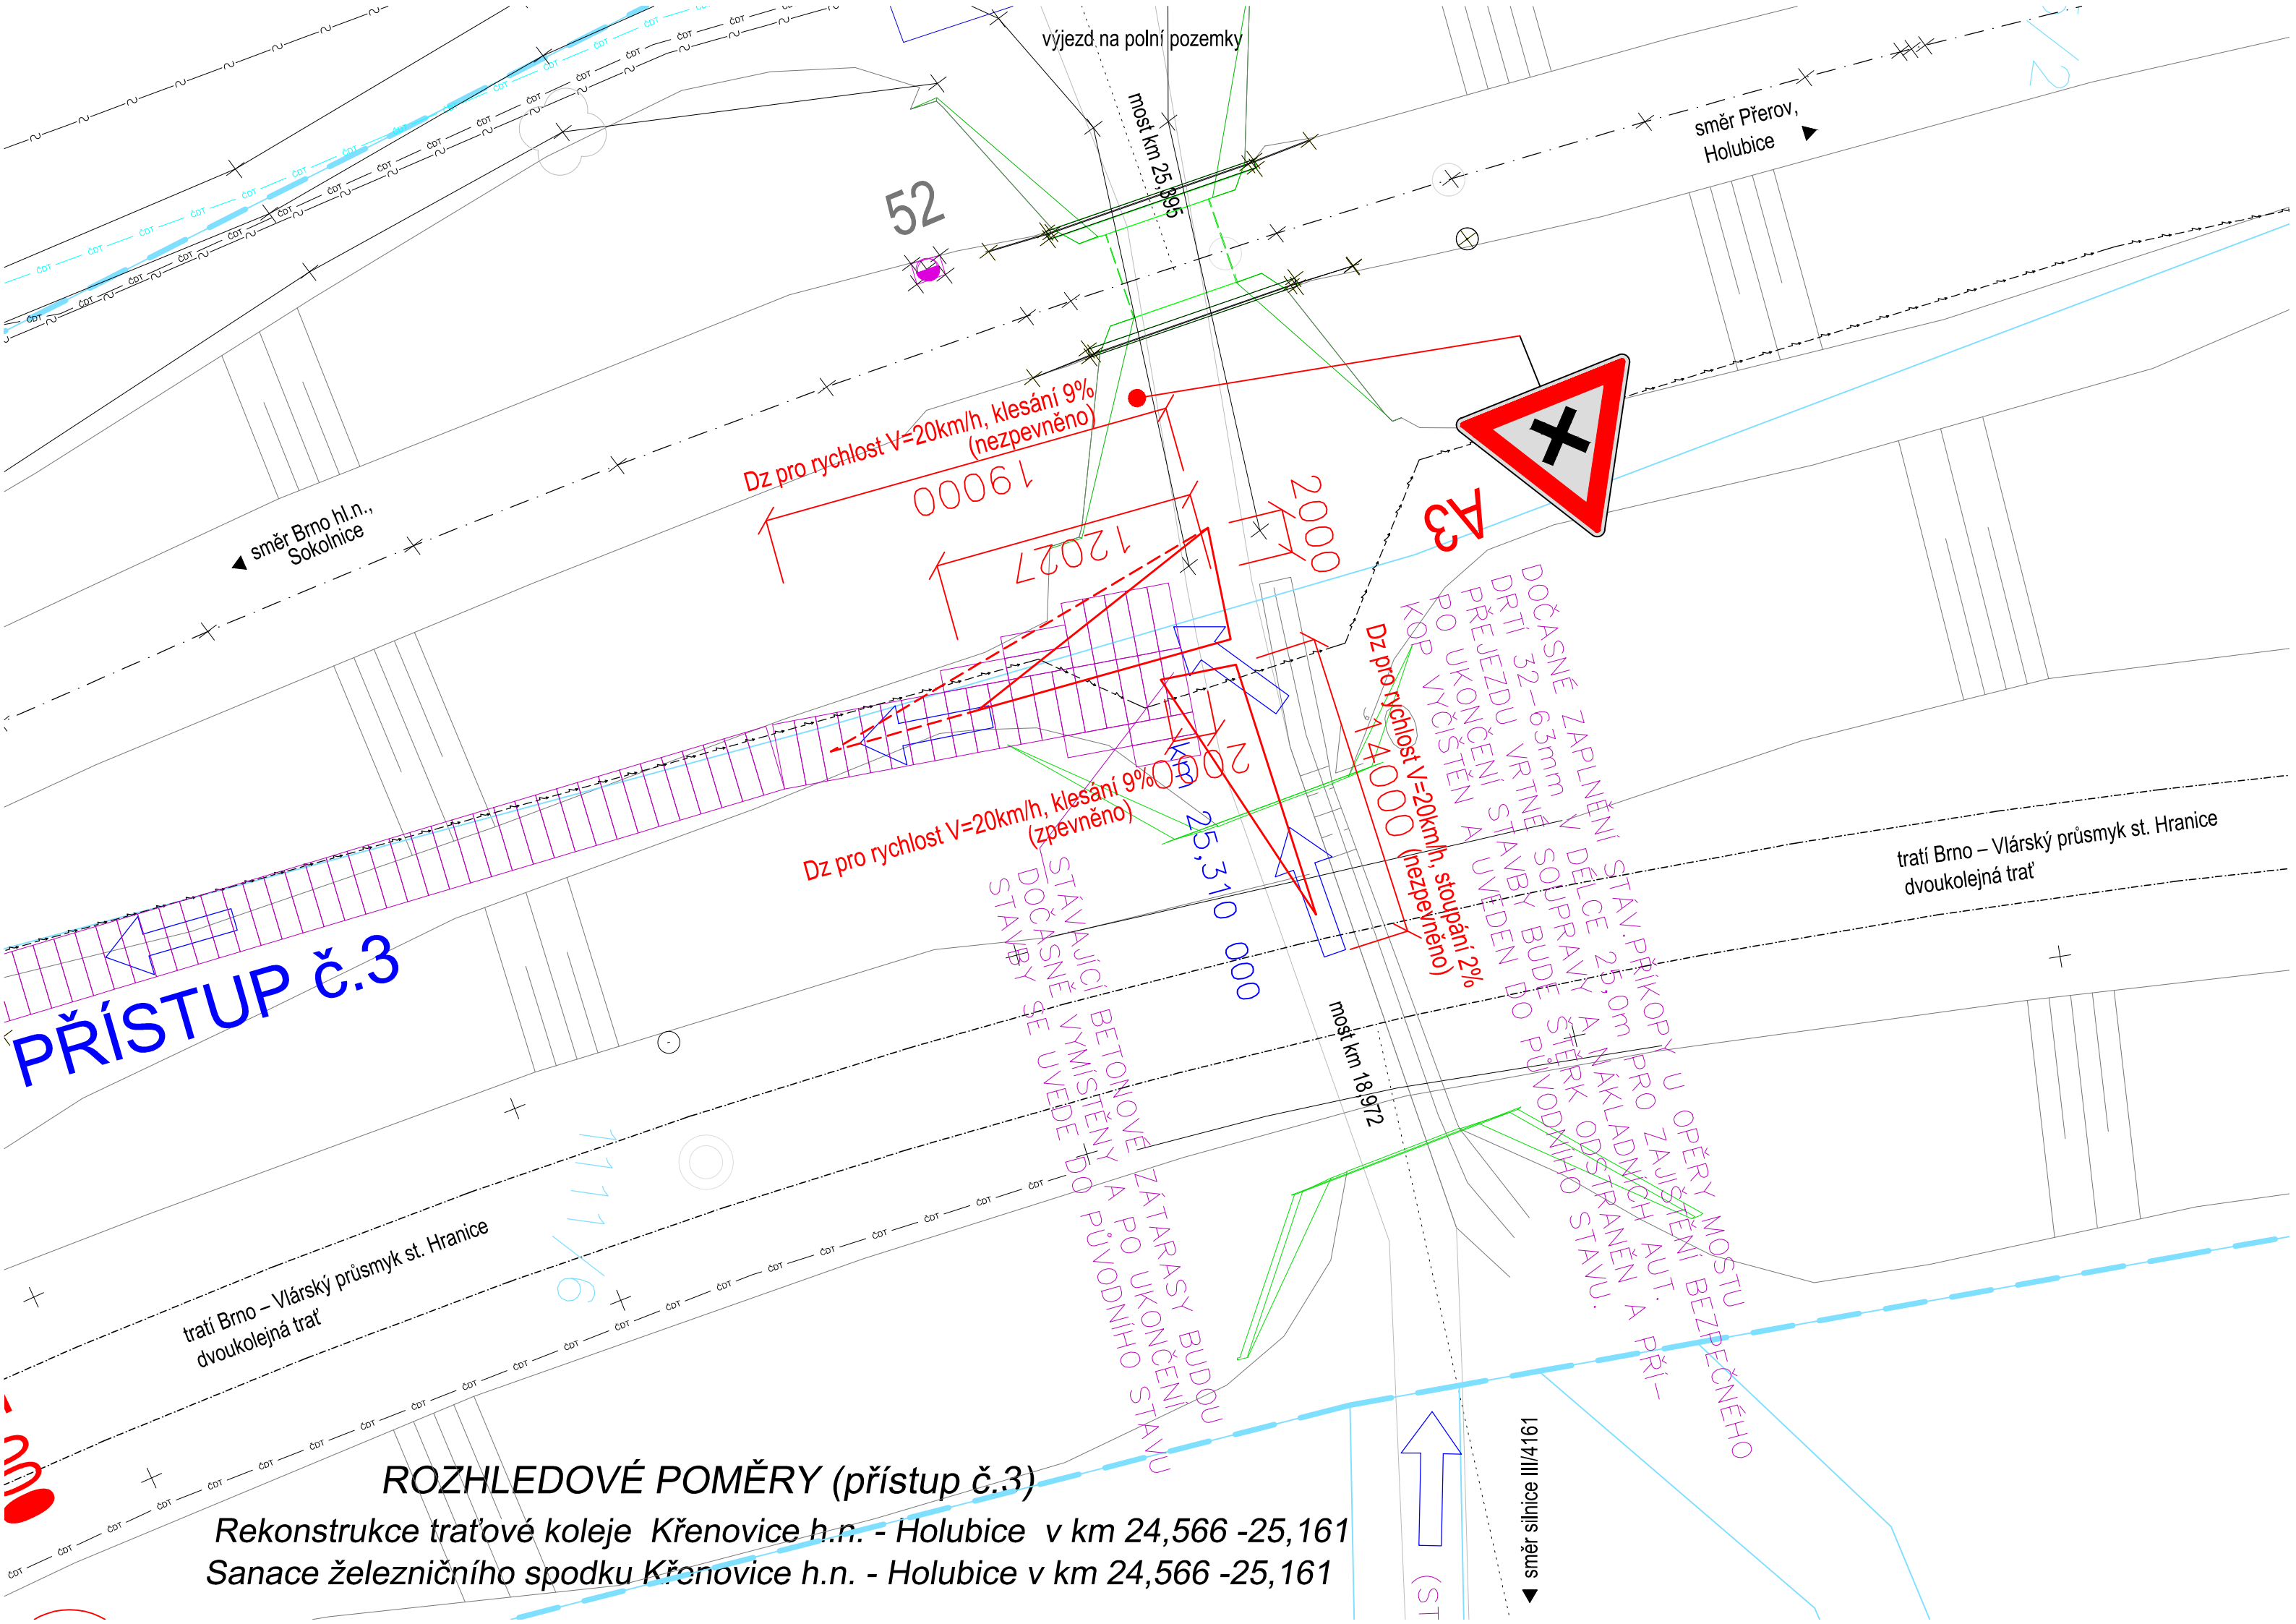 výjezd na polní pozemky
most km 25,395
směr Přerov,
Holubice
52
Dz pro rychlost V=20km/h, klesání 9%
(nezpevněno)
19000
12027
2000
A3
směr Brno hl.n.,
Sokolnice
DOČASNÉ ZAPLNĚNÍ STÁV.PŘÍKOPY U OPĚRY MOSTU
DRTÍ 32-63mm V DÉLCE 25,0m PRO ZAJIŠTĚNÍ BEZPEČNÉHO
PŘEJEZDU VRTNÉ SOUPRAVY A NÁKLADNÍCH AUT.
PO UKONČENÍ STAVBY BUDE ŠTĚRK ODSTRANĚN A PŘÍ-
KOP VYČIŠTĚN A UVEDEN DO PŮVODNÍHO STAVU.
Dz pro rychlost V=20km/h, stoupání 2%
(nezpevněno)
14000
2000
km 25,310 000
Dz pro rychlost V=20km/h, klesání 9%
(zpevněno)
STÁVAJÍCÍ BETONOVÉ ZÁTARASY BUDOU
DOČASNĚ VYMÍSTĚNY A PO UKONČENÍ
STAVBY SE UVEDE DO PŮVODNÍHO STAVU
PŘÍSTUP č.3
tratí Brno – Vlárský průsmyk st. Hranice
dvoukolejná trať
most km 18,972
tratí Brno – Vlárský průsmyk st. Hranice
dvoukolejná trať
směr silnice III/4161
(ST
ROZHLEDOVÉ POMĚRY (přístup č.3)
Rekonstrukce traťové koleje Křenovice h.n. - Holubice v km 24,566 -25,161
Sanace železničního spodku Křenovice h.n. - Holubice v km 24,566 -25,161